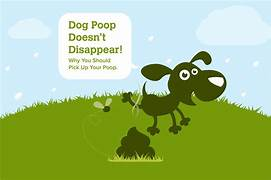 Dog Poop
Doesn't
Disappear!
Why You Should
Pick Up Your Poop.